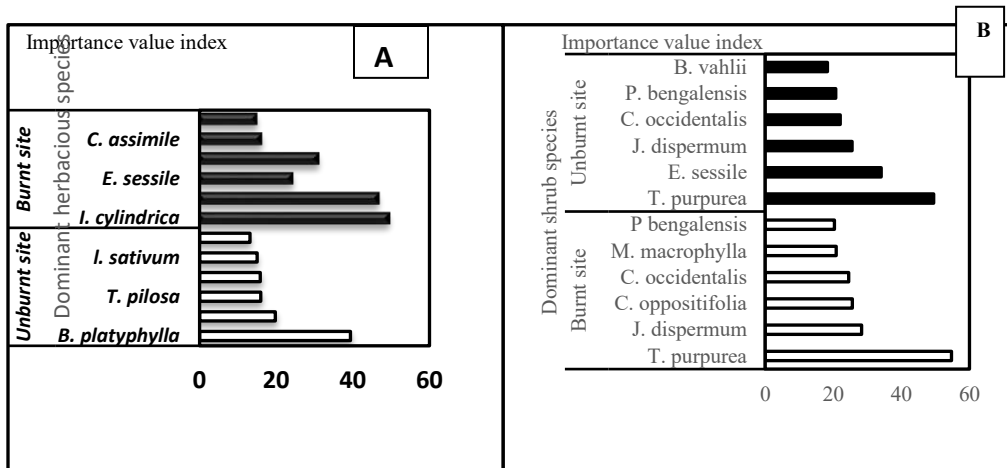 Importance value index
A
Dominant herbacious species
Burnt site
C. assimile
E. sessile
I. cylindrica
Unburnt site
I. sativum
T. pilosa
B. platyphylla
0 20 40 60
B
Importance value index
Dominant shrub species
Unburnt site
B. vahlii
P. bengalensis
C. occidentalis
J. dispermum
E. sessile
T. purpurea
Burnt site
P bengalensis
M. macrophylla
C. occidentalis
C. oppositifolia
J. dispermum
T. purpurea
0 20 40 60